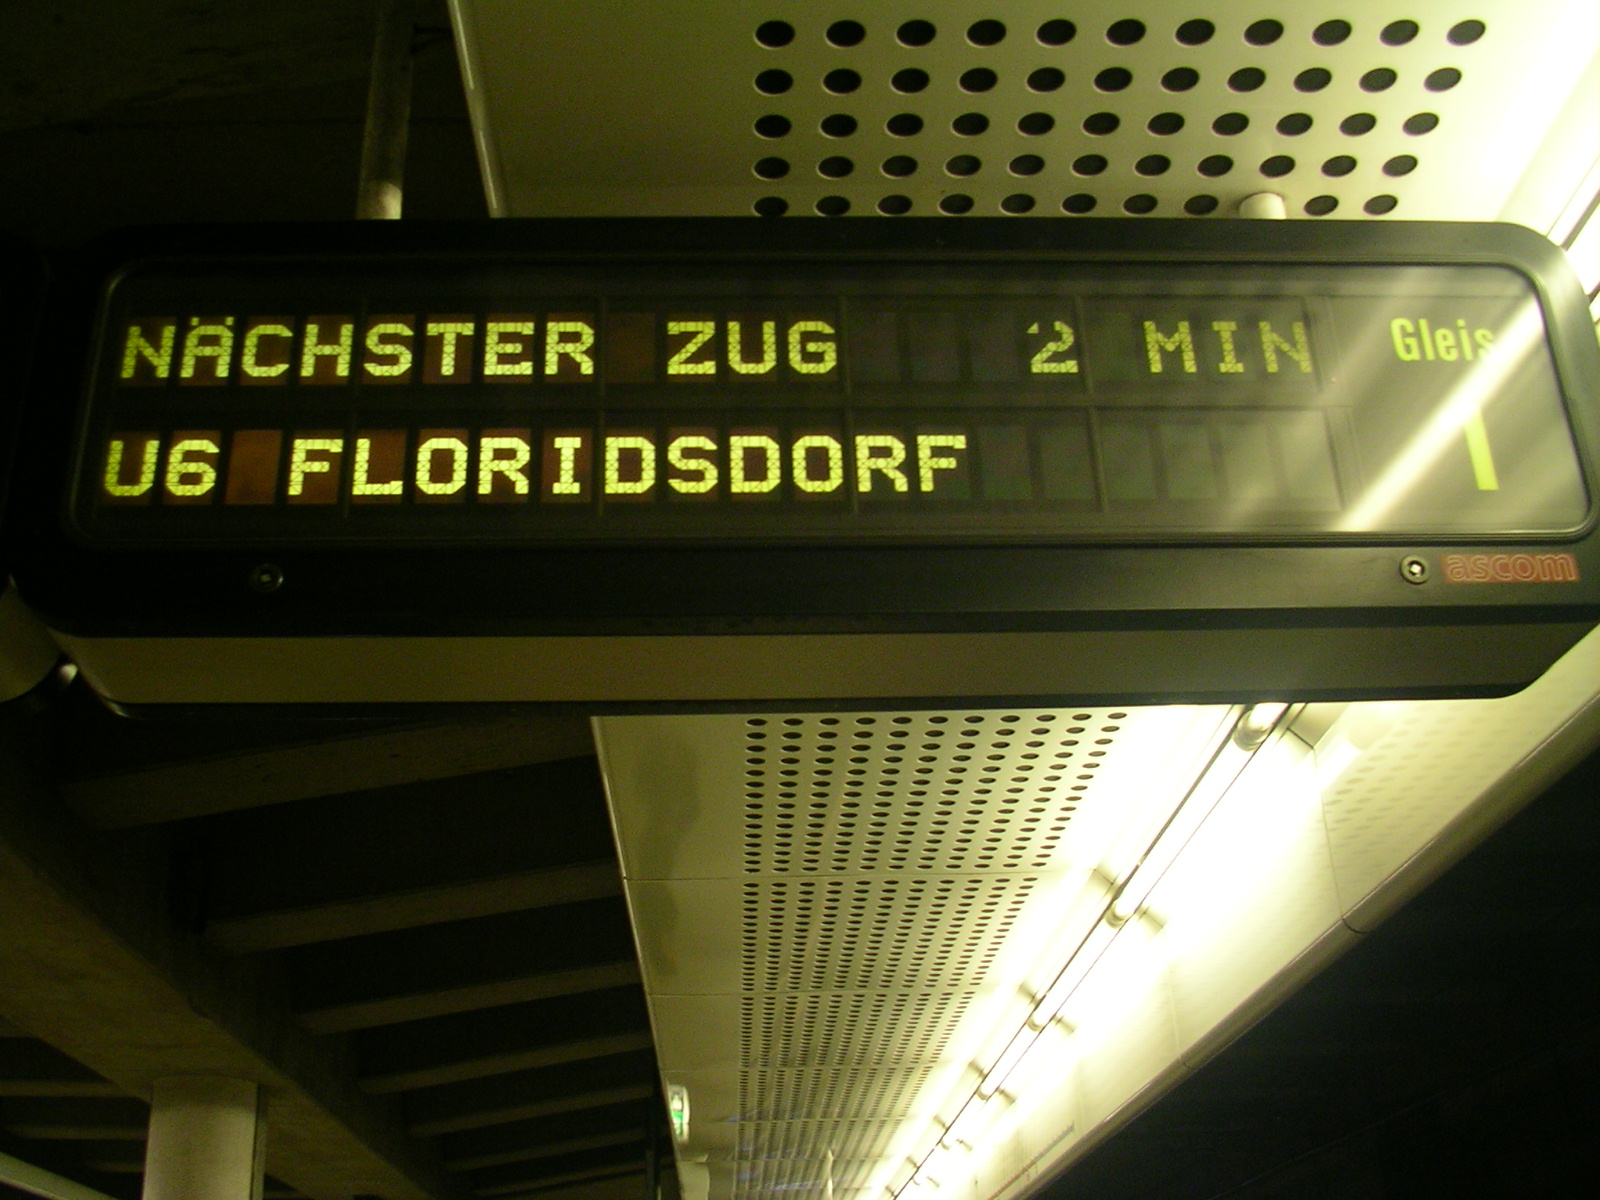 NÄCHSTER ZUG 2 MIN Gleis
U6 FLORIDSDORF 1
ascom